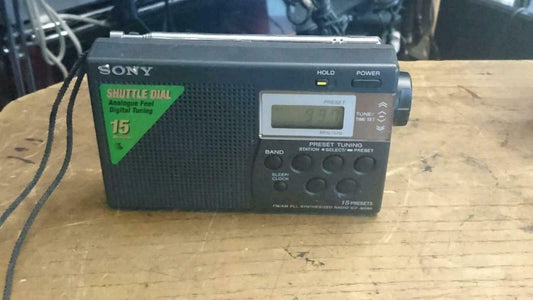 SONY
SHUTTLE DIAL
Analogue Feel
Digital Tuning
15
HOLD
POWER
PRESET
TUNE/
TIME SET
BAND
PRESET TUNING
STATION ●SELECT/▬ PRESET
SLEEP/
CLOCK
15 PRESETS
FM/AM PLL SYNTHESIZED RADIO